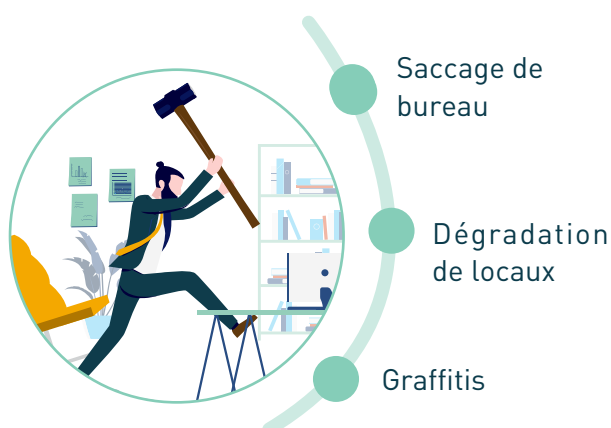 Saccage de
bureau
Dégradation
de locaux
Graffitis